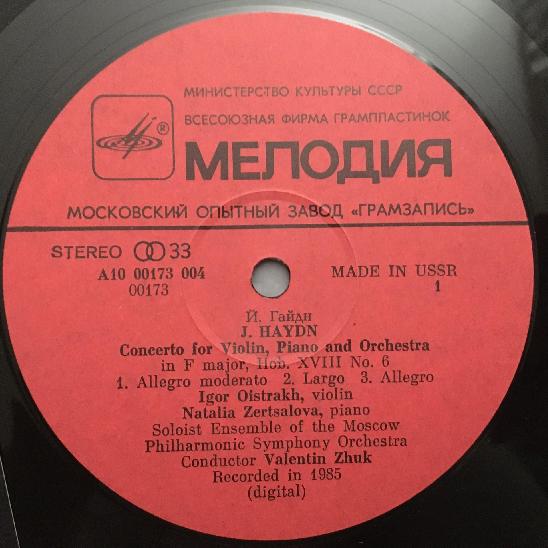 МИНИСТЕРСТВО КУЛЬТУРЫ СССР
ВСЕСОЮЗНАЯ ФИРМА ГРАМПЛАСТИНОК
МЕЛОДИЯ
МОСКОВСКИЙ ОПЫТНЫЙ ЗАВОД «ГРАМЗАПИСЬ»
STEREO 33
A10 00173 004 MADE IN USSR
00173 1
Й. Гайдн
J. HAYDN
Concerto for Violin, Piano and Orchestra
in F major, Hob. XVIII No. 6
1. Allegro moderato 2. Largo 3. Allegro
Igor Oistrakh, violin
Natalia Zertsalova, piano
Soloist Ensemble of the Moscow
Philharmonic Symphony Orchestra
Conductor Valentin Zhuk
Recorded in 1985
(digital)